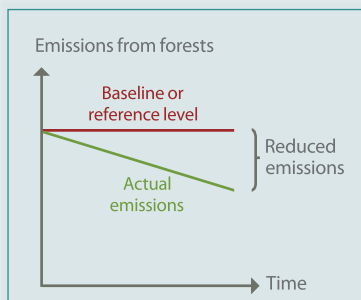 Emissions from forests
Baseline or
reference level
Reduced
emissions
Actual
emissions
Time